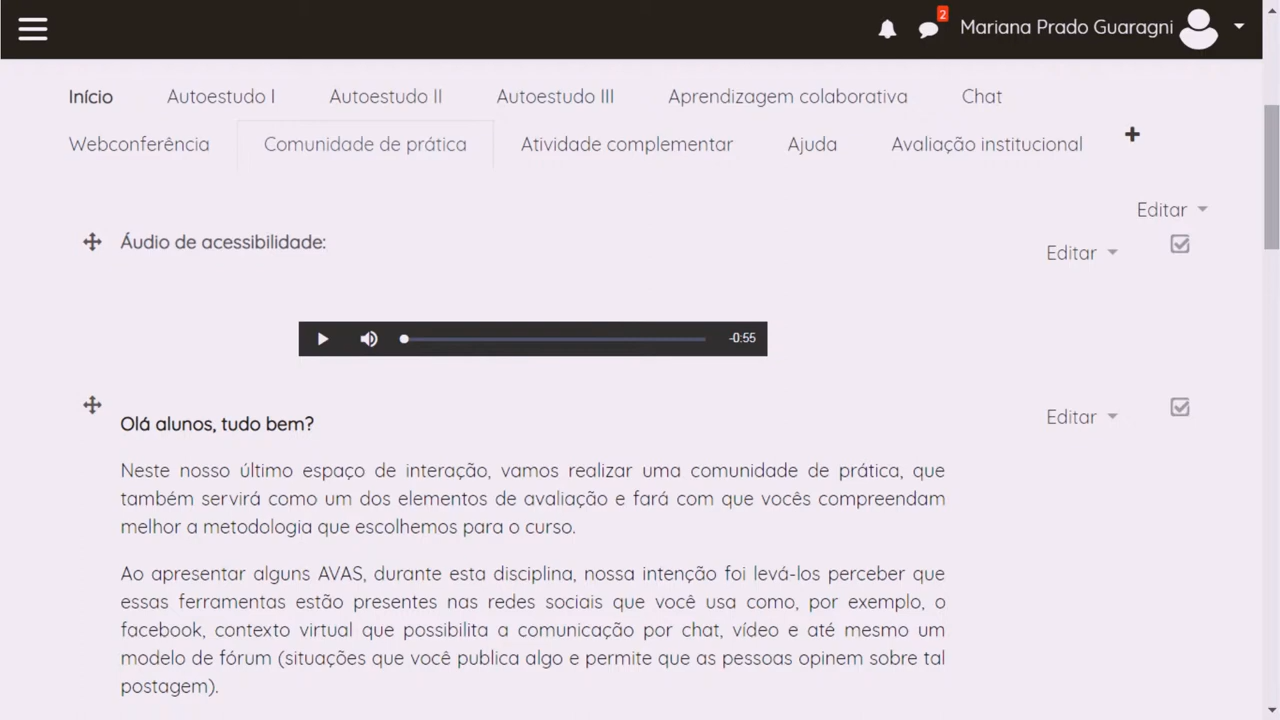 2
Mariana Prado Guaragni
Início Autoestudo I Autoestudo II Autoestudo III Aprendizagem colaborativa Chat
Webconferência Comunidade de prática Atividade complementar Ajuda Avaliação institucional +
Editar
Áudio de acessibilidade:
Editar
-0:55
Editar
Olá alunos, tudo bem?
Neste nosso último espaço de interação, vamos realizar uma comunidade de prática, que
também servirá como um dos elementos de avaliação e fará com que vocês compreendam
melhor a metodologia que escolhemos para o curso.
Ao apresentar alguns AVAS, durante esta disciplina, nossa intenção foi levá-los perceber que
essas ferramentas estão presentes nas redes sociais que você usa como, por exemplo, o
facebook, contexto virtual que possibilita a comunicação por chat, vídeo e até mesmo um
modelo de fórum (situações que você publica algo e permite que as pessoas opinem sobre tal
postagem).